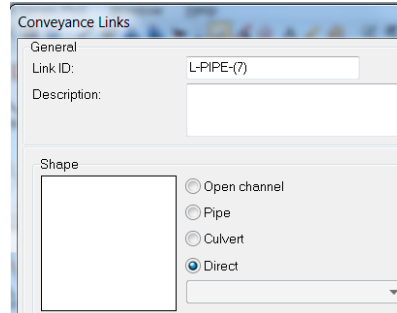 Conveyance Links
General
Link ID: L-PIPE-(7)
Description:
Shape
Open channel
Pipe
Culvert
Direct